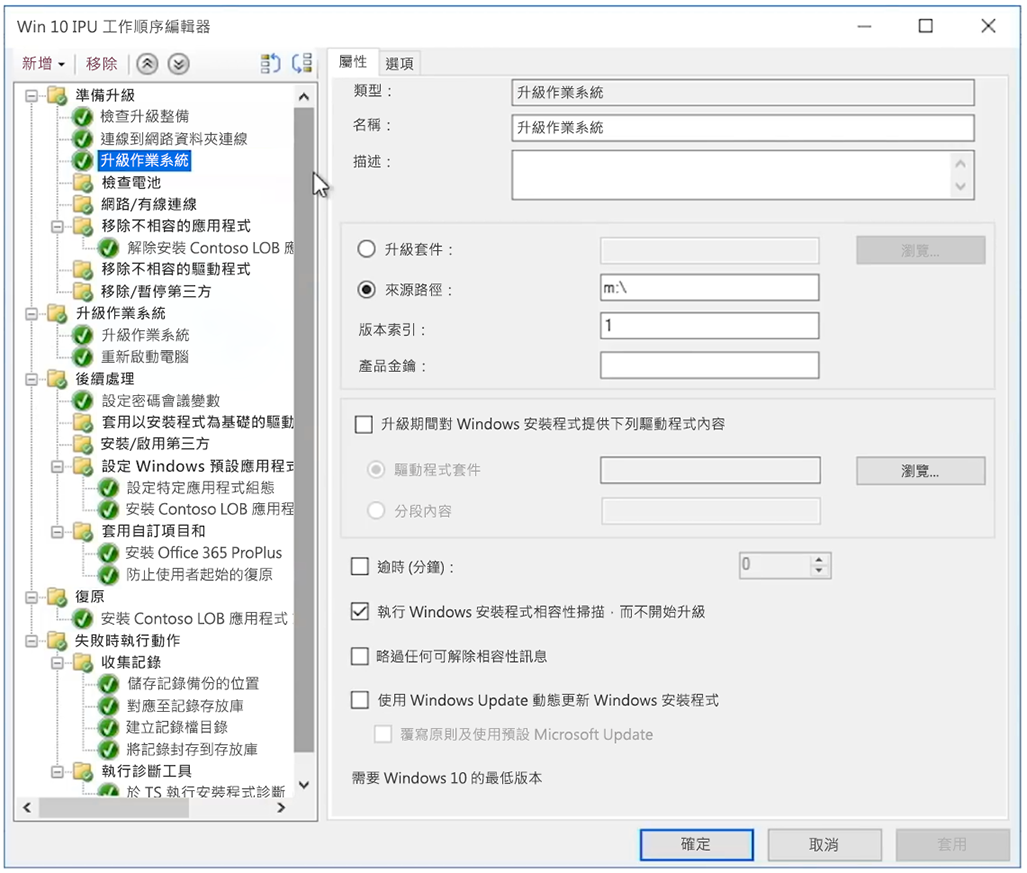 Win 10 IPU 工作順序編輯器
新增
移除
準備升級
檢查升級整備
連線到網路資料夾連線
升級作業系統
檢查電池
網路/有線連線
移除不相容的應用程式
解除安裝 Contoso LOB 應
移除不相容的驅動程式
移除/暫停第三方
升級作業系統
升級作業系統
重新啟動電腦
後續處理
設定密碼會議變數
套用以安裝程式為基礎的驅動
安裝/啟用第三方
設定 Windows 預設應用程式
設定特定應用程式組態
安裝 Contoso LOB 應用程
套用自訂項目和
安裝 Office 365 ProPlus
防止使用者起始的復原
復原
安裝 Contoso LOB 應用程式
失敗時執行動作
收集記錄
儲存記錄備份的位置
對應至記錄存放庫
建立記錄檔目錄
將記錄封存到存放庫
執行診斷工具
於 TS 執行安裝程式診斷
屬性
選項
類型：
升級作業系統
名稱：
升級作業系統
描述：
升級套件：
瀏覽...
來源路徑：
m:\
版本索引：
1
產品金鑰：
升級期間對 Windows 安裝程式提供下列驅動程式內容
驅動程式套件
瀏覽...
分段內容
逾時 (分鐘)：
0
執行 Windows 安裝程式相容性掃描，而不開始升級
略過任何可解除相容性訊息
使用 Windows Update 動態更新 Windows 安裝程式
覆寫原則及使用預設 Microsoft Update
需要 Windows 10 的最低版本
確定
取消
套用